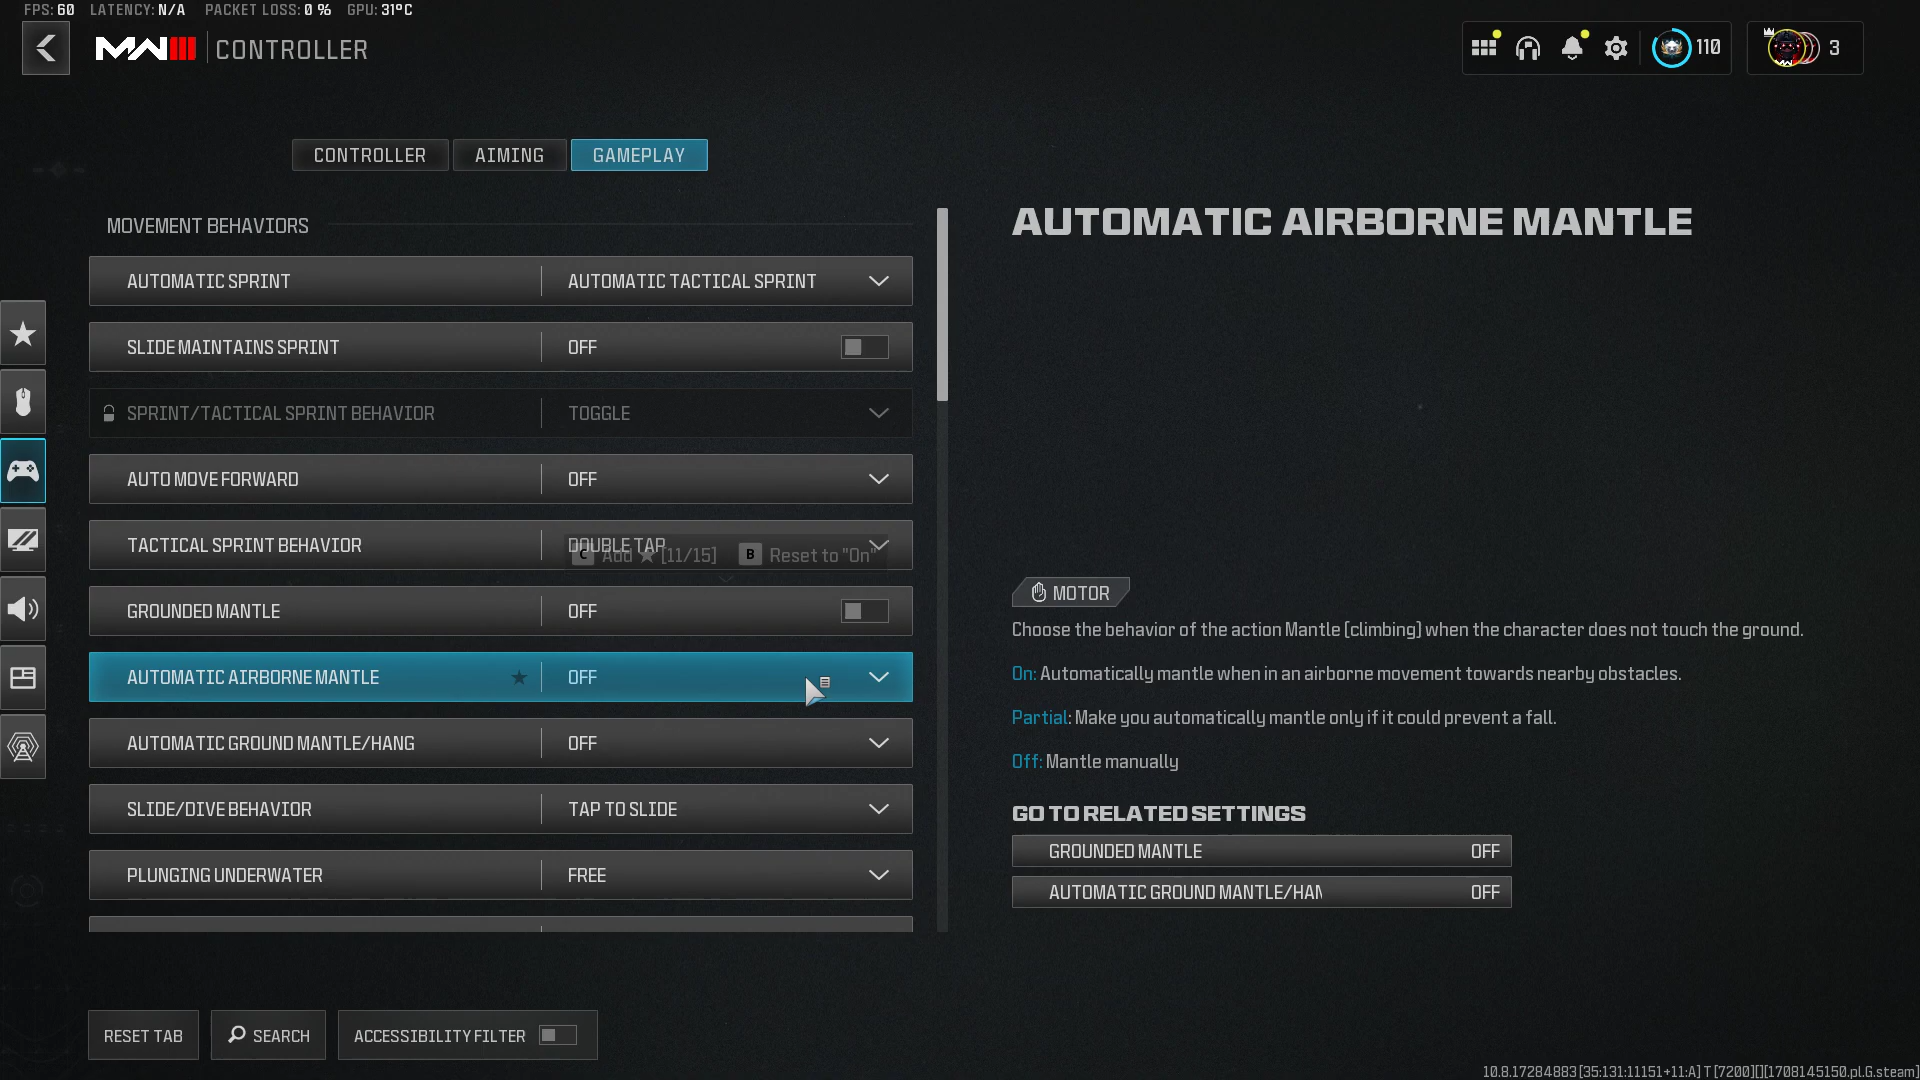 FPS: 60 LATENCY: N/A PACKET LOSS: 0 % GPU: 31°C
MWIII CONTROLLER
110
3
CONTROLLER AIMING GAMEPLAY
MOVEMENT BEHAVIORS
AUTOMATIC SPRINT AUTOMATIC TACTICAL SPRINT
SLIDE MAINTAINS SPRINT OFF
SPRINT/TACTICAL SPRINT BEHAVIOR TOGGLE
AUTO MOVE FORWARD OFF
TACTICAL SPRINT BEHAVIOR DOUBLE TAP
C Add ★ [11/15] B Reset to "On"
GROUNDED MANTLE OFF
AUTOMATIC AIRBORNE MANTLE ★ OFF
AUTOMATIC GROUND MANTLE/HANG OFF
SLIDE/DIVE BEHAVIOR TAP TO SLIDE
PLUNGING UNDERWATER FREE
AUTOMATIC AIRBORNE MANTLE
MOTOR
Choose the behavior of the action Mantle [climbing] when the character does not touch the ground.
On: Automatically mantle when in an airborne movement towards nearby obstacles.
Partial: Make you automatically mantle only if it could prevent a fall.
Off: Mantle manually
GO TO RELATED SETTINGS
GROUNDED MANTLE OFF
AUTOMATIC GROUND MANTLE/HAN OFF
RESET TAB SEARCH ACCESSIBILITY FILTER
10.8.17284883 [35:131:11151+11:A] T [7200][][1708145150.pl.G.steam]